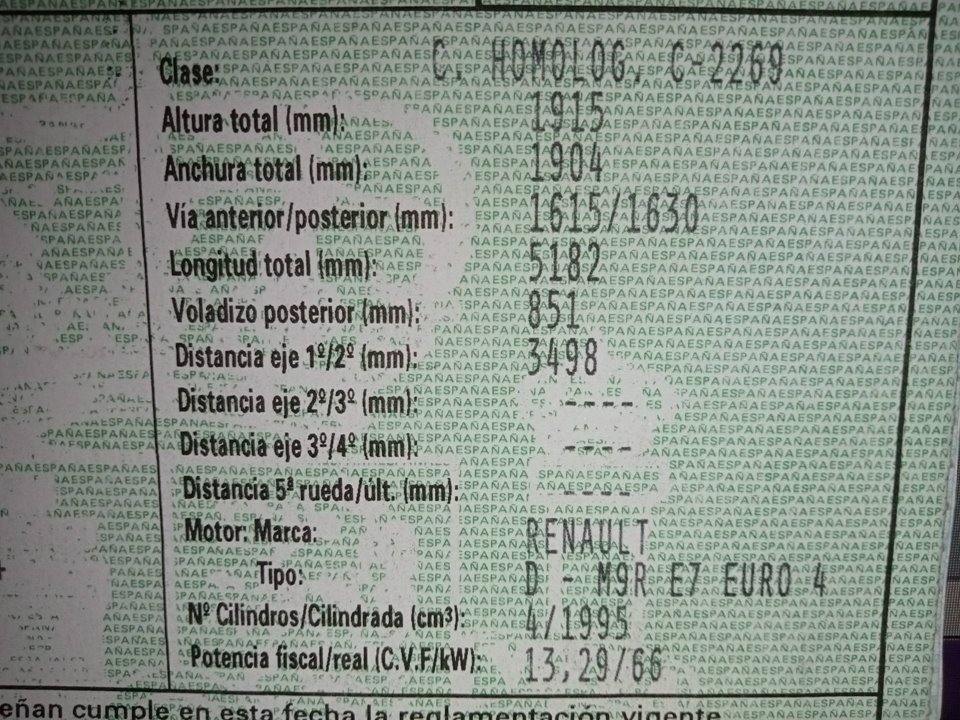 Clase: C. HOMOLOG. C-2269
Altura total (mm): 1915
Anchura total (mm): 1904
Vía anterior/posterior (mm): 1615/1630
Longitud total (mm): 5182
Voladizo posterior (mm): 851
Distancia eje 1º/2º (mm): 3498
Distancia eje 2º/3º (mm): ----
Distancia eje 3º/4º (mm): ----
Distancia 5ª rueda/últ. (mm): ----
Motor: Marca: RENAULT
Tipo: D - M9R E7 EURO 4
Nº Cilindros/Cilindrada (cm³): 4/1995
Potencia fiscal/real (C.V.F/kW): 13,29/66
eñan cumple en esta fecha la reglamentación vigente